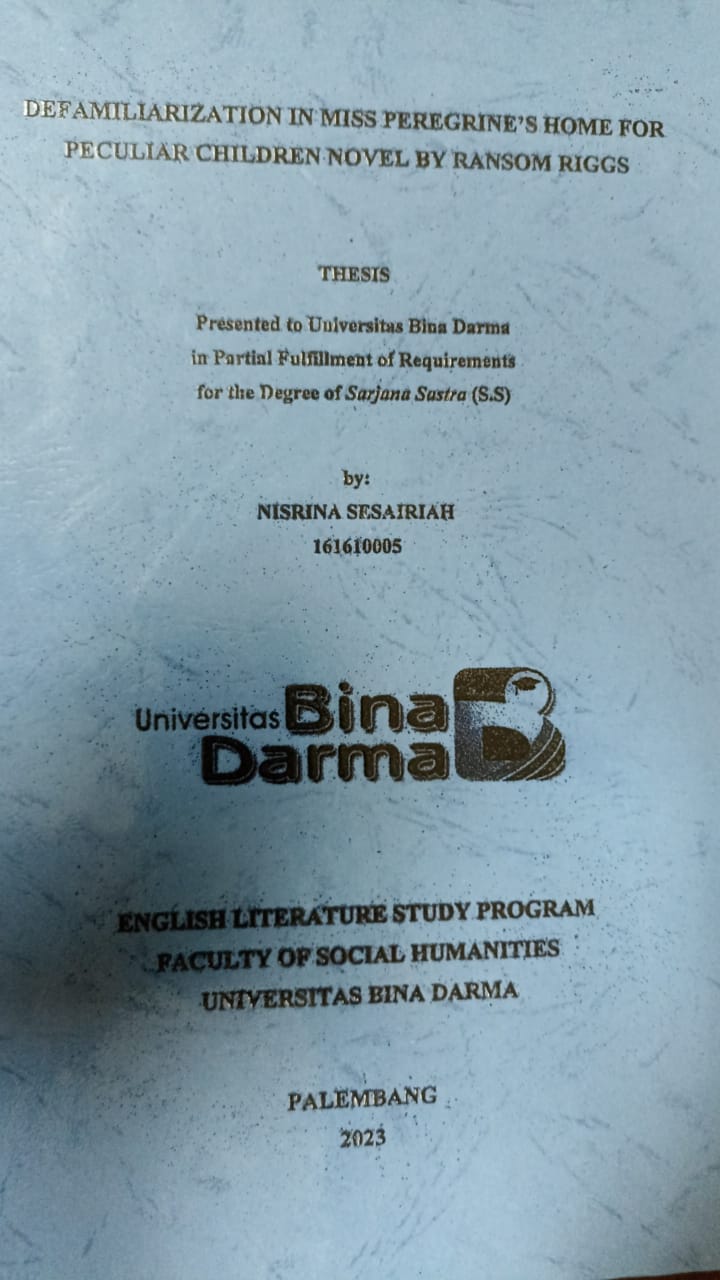 DEFAMILIARIZATION IN MISS PEREGRINE'S HOME FOR
PECULIAR CHILDREN NOVEL BY RANSOM RIGGS
THESIS
Presented to Universitas Bina Darma
in Partial Fulfillment of Requirements
for the Degree of Sarjana Sastra (S.S)
by:
NISRINA SESAIRIAH
161610005
Universitas Bina
Darma
ENGLISH LITERATURE STUDY PROGRAM
FACULTY OF SOCIAL HUMANITIES
UNIVERSITAS BINA DARMA
PALEMBANG
2023